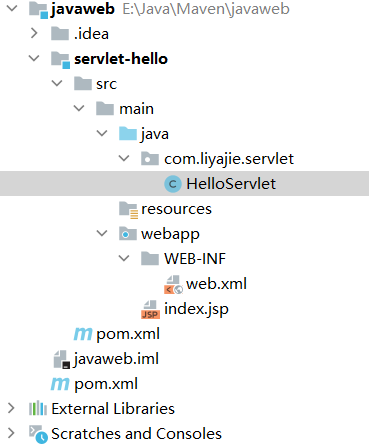 javaweb E:\Java\Maven\javaweb
.idea
servlet-hello
src
main
java
com.liyajie.servlet
C HelloServlet
resources
webapp
WEB-INF
web.xml
JSP index.jsp
m pom.xml
javaweb.iml
m pom.xml
External Libraries
Scratches and Consoles